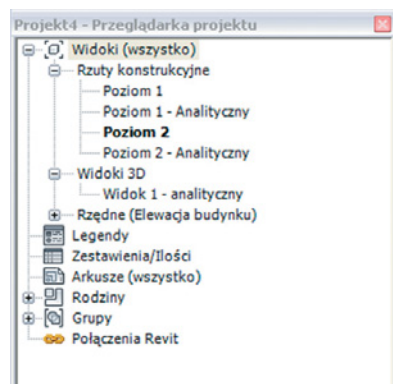 Projekt4 - Przeglądarka projektu
Widoki (wszystko)
Rzuty konstrukcyjne
Poziom 1
Poziom 1 - Analityczny
Poziom 2
Poziom 2 - Analityczny
Widoki 3D
Widok 1 - analityczny
Rzędne (Elewacja budynku)
Legendy
Zestawienia/Ilości
Arkusze (wszystko)
Rodziny
Grupy
Połączenia Revit